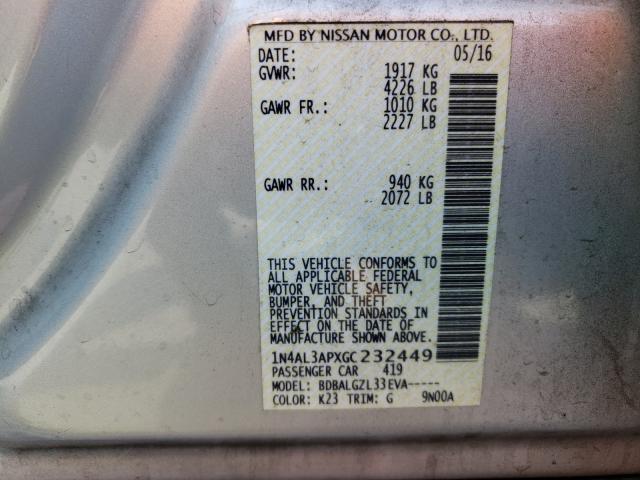 MFD BY NISSAN MOTOR CO., LTD.
DATE: 05/16
GVWR: 1917 KG
4226 LB
GAWR FR.: 1010 KG
2227 LB
GAWR RR.: 940 KG
2072 LB
THIS VEHICLE CONFORMS TO
ALL APPLICABLE FEDERAL
MOTOR VEHICLE SAFETY,
BUMPER, AND THEFT
PREVENTION STANDARDS IN
EFFECT ON THE DATE OF
MANUFACTURE SHOWN ABOVE.
1N4AL3APXGC232449
PASSENGER CAR 419
MODEL: BDBALGZL33EVA-----
COLOR: K23 TRIM: G 9N00A